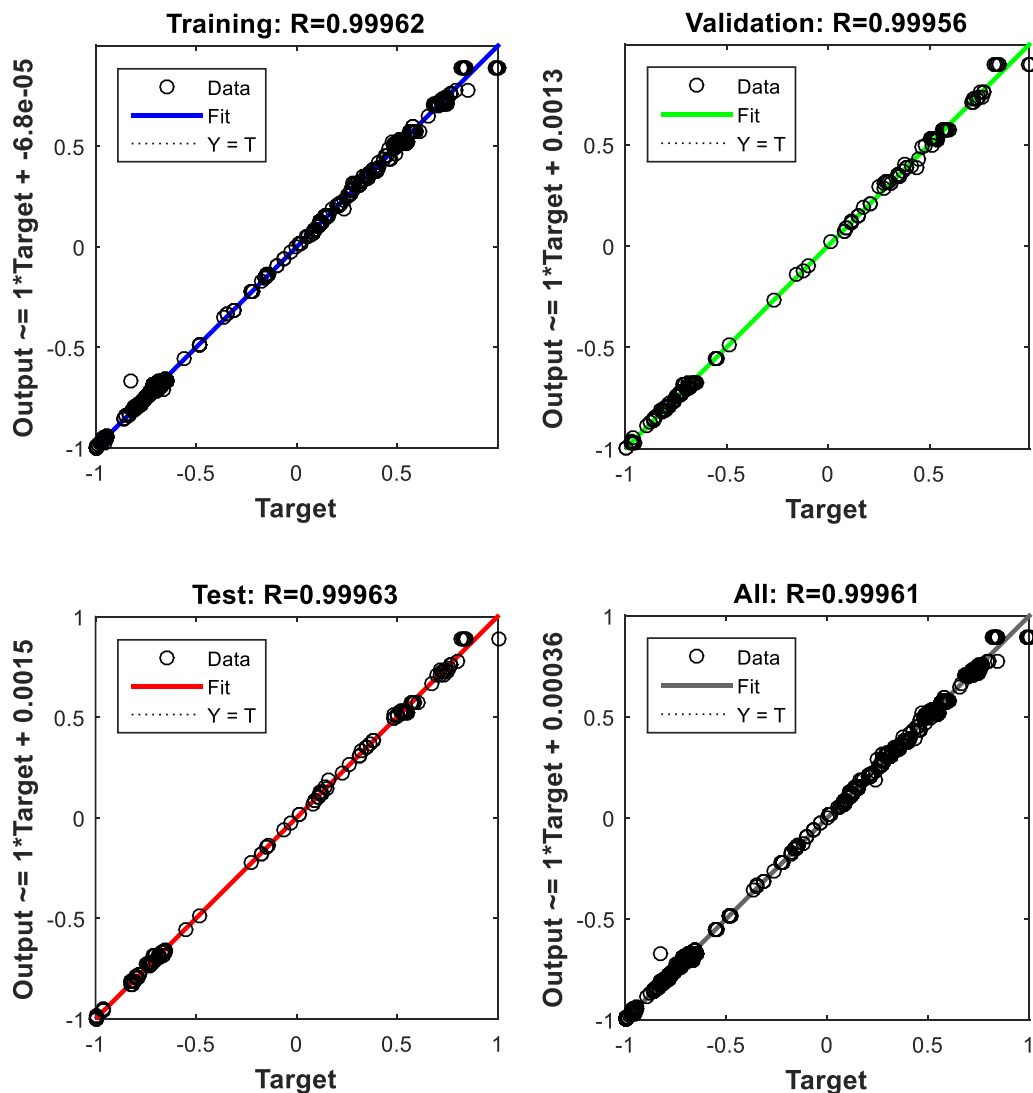 Training: R=0.99962
Output ~= 1*Target + -6.8e-05
Data
Fit
Y = T
0.5
0
-0.5
-1
-1 -0.5 0 0.5 1
Target
Validation: R=0.99956
Output ~= 1*Target + 0.0013
Data
Fit
Y = T
0.5
0
-0.5
-1
-1 -0.5 0 0.5 1
Target
Test: R=0.99963
Output ~= 1*Target + 0.0015
Data
Fit
Y = T
1
0.5
0
-0.5
-1
-1 -0.5 0 0.5 1
Target
All: R=0.99961
Output ~= 1*Target + 0.00036
Data
Fit
Y = T
1
0.5
0
-0.5
-1
-1 -0.5 0 0.5 1
Target